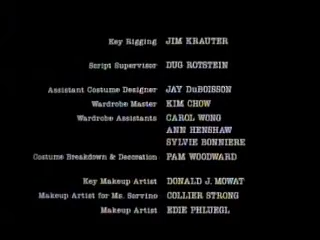 Key Rigging JIM KRAUTER
Script Supervisor DUG ROTSTEIN
Assistant Costume Designer JAY DuBOISSON
Wardrobe Master KIM CHOW
Wardrobe Assistants CAROL WONG
ANN HENSHAW
SYLVIE BONNIERE
Costume Breakdown & Decoration PAM WOODWARD
Key Makeup Artist DONALD J. MOWAT
Makeup Artist for Ms. Sorvino COLLIER STRONG
Makeup Artist EDIE PHLUEGL